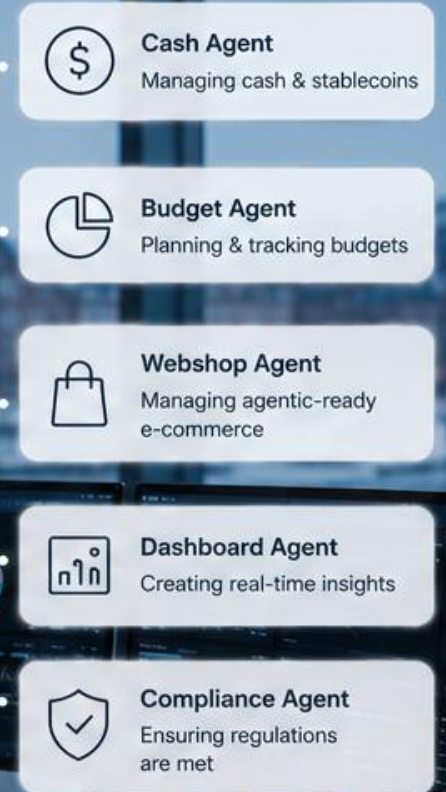 Cash Agent
Managing cash & stablecoins
Budget Agent
Planning & tracking budgets
Webshop Agent
Managing agentic-ready
e-commerce
Dashboard Agent
Creating real-time insights
Compliance Agent
Ensuring regulations
are met